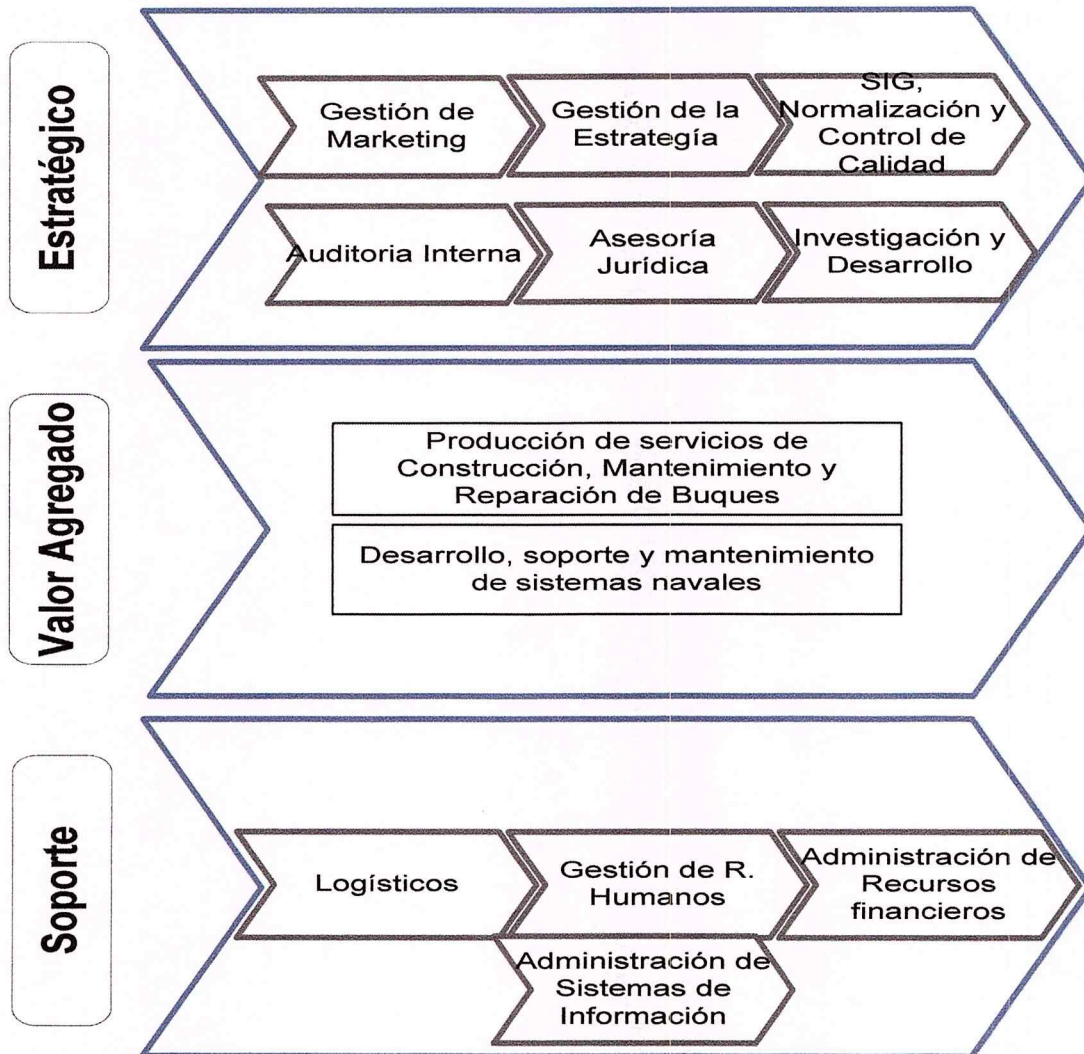 Estratégico
Gestión de
Marketing
Gestión de la
Estrategía
SIG,
Normalización y
Control de
Calidad
Auditoria Interna
Asesoría
Jurídica
Investigación y
Desarrollo
Valor Agregado
Producción de servicios de
Construcción, Mantenimiento y
Reparación de Buques
Desarrollo, soporte y mantenimiento
de sistemas navales
Soporte
Logísticos
Gestión de R.
Humanos
Administración de
Recursos
financieros
Administración de
Sistemas de
Información